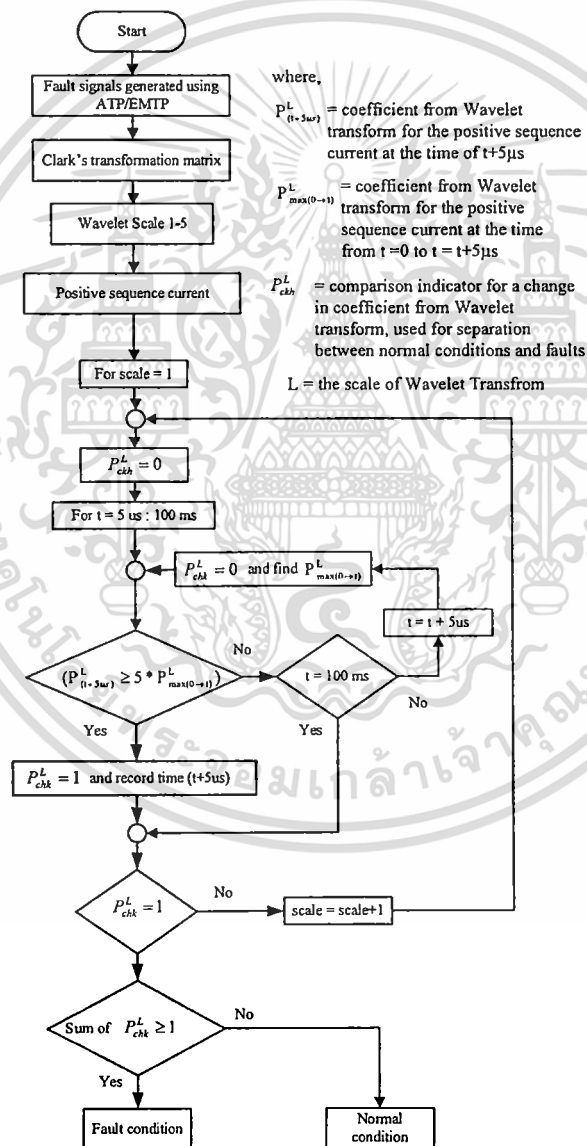 Start
Fault signals generated using
ATP/EMTP
Clark's transformation matrix
Wavelet Scale 1-5
Positive sequence current
For scale = 1
where,
P^L_(t+5us) = coefficient from Wavelet
transform for the positive sequence
current at the time of t+5µs
P^L_max(0→t) = coefficient from Wavelet
transform for the positive
sequence current at the time
from t =0 to t = t+5µs
P^L_chk = comparison indicator for a change
in coefficient from Wavelet
transform, used for separation
between normal conditions and faults
L = the scale of Wavelet Transfrom
P^L_chk = 0
For t = 5 us : 100 ms
P^L_chk = 0 and find P^L_max(0→t)
t = t + 5us
(P^L_(t+5us) ≥ 5 * P^L_max(0→t))
No
t = 100 ms
No
Yes
Yes
P^L_chk = 1 and record time (t+5us)
P^L_chk = 1
No
scale = scale+1
Sum of P^L_chk ≥ 1
No
Yes
Fault condition
Normal
condition